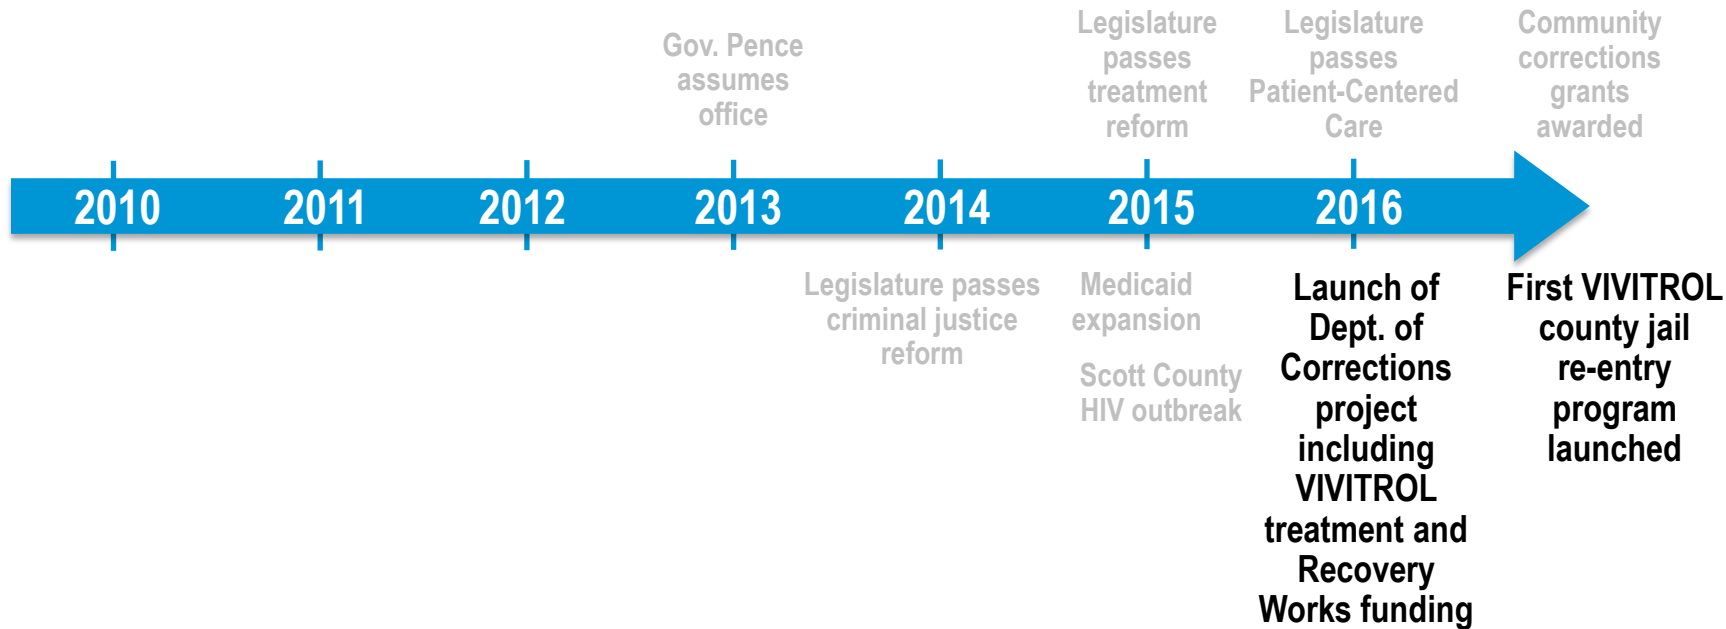 Gov. Pence
assumes
office
Legislature
passes
treatment
reform
Legislature
passes
Patient-Centered
Care
Community
corrections
grants
awarded
2010
2011
2012
2013
2014
2015
2016
Legislature passes
criminal justice
reform
Medicaid
expansion
Scott County
HIV outbreak
Launch of
Dept. of
Corrections
project
including
VIVITROL
treatment and
Recovery
Works funding
First VIVITROL
county jail
re-entry
program
launched